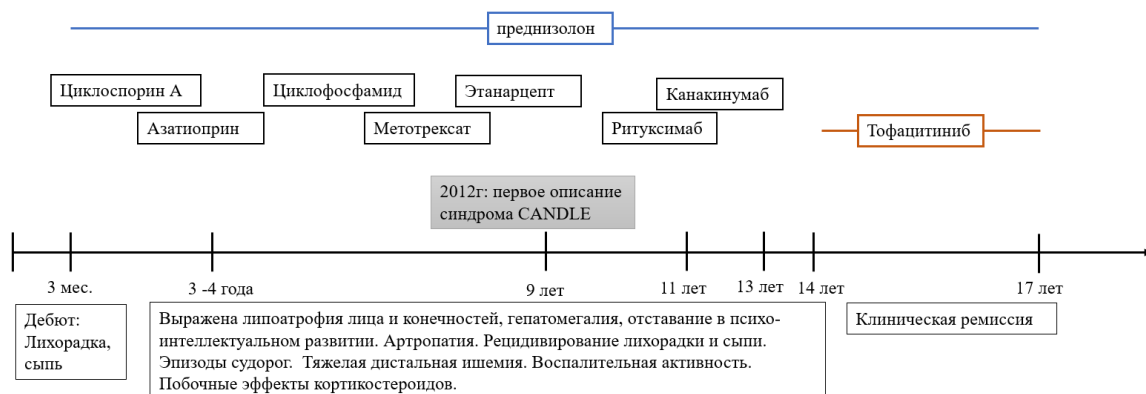 преднизолон
Циклоспорин А
Циклофосфамид
Этанарцепт
Канакинумаб
Азатиоприн
Метотрексат
Ритуксимаб
Тофацитиниб
2012г: первое описание
синдрома CANDLE
3 мес.
3 -4 года
9 лет
11 лет
13 лет
14 лет
17 лет
Дебют:
Лихорадка,
сыпь
Выражена липоатрофия лица и конечностей, гепатомегалия, отставание в психо-
интеллектуальном развитии. Артропатия. Рецидивирование лихорадки и сыпи.
Эпизоды судорог. Тяжелая дистальная ишемия. Воспалительная активность.
Побочные эффекты кортикостероидов.
Клиническая ремиссия